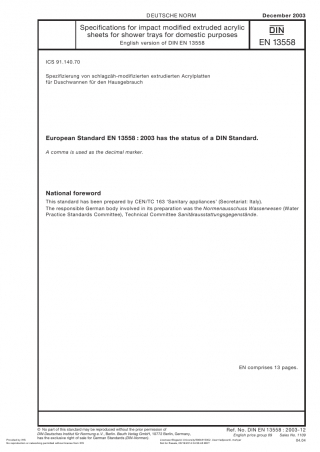 DEUTSCHE NORM
December 2003
Specifications for impact modified extruded acrylic
sheets for shower trays for domestic purposes
English version of DIN EN 13558
DIN
EN 13558
ICS 91.140.70
Spezifizierung von schlagzäh-modifizierten extrudierten Acrylplatten
für Duschwannen für den Hausgebrauch
European Standard EN 13558 : 2003 has the status of a DIN Standard.
A comma is used as the decimal marker.
National foreword
This standard has been prepared by CEN/TC 163 'Sanitary appliances' (Secretariat: Italy).
The responsible German body involved in its preparation was the Normenausschuss Wasserwesen (Water
Practice Standards Committee), Technical Committee Sanitärausstattungsgegenstände.
EN comprises 13 pages.
© No part of this standard may be reproduced without the prior permission of
DIN Deutsches Institut für Normung e. V., Berlin. Beuth Verlag GmbH, 10772 Berlin, Germany,
has the exclusive right of sale for German Standards (DIN-Normen).
Ref. No. DIN EN 13558 : 2003-12
English price group 09 Sales No. 1109
04.04